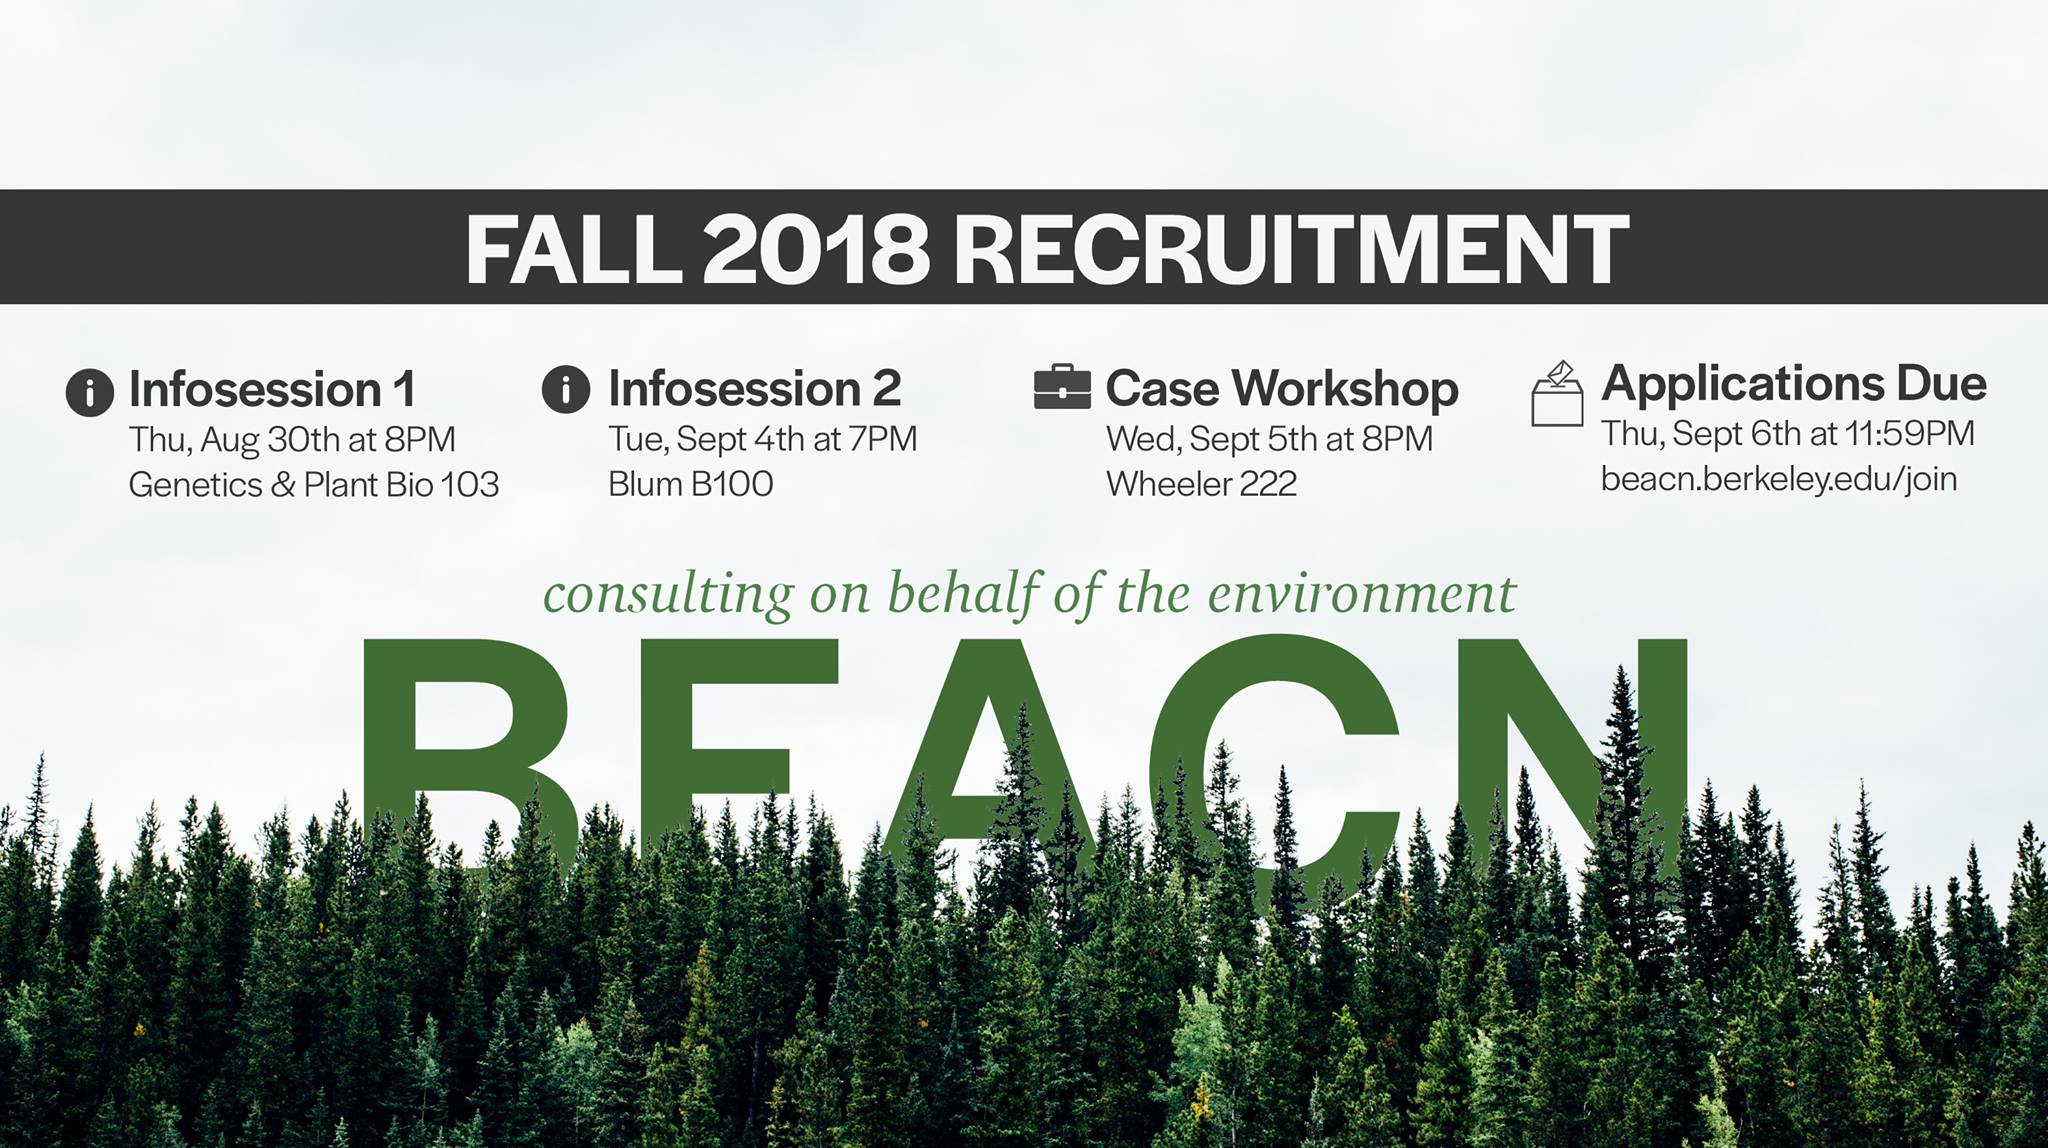 FALL 2018 RECRUITMENT
Infosession 1
Thu, Aug 30th at 8PM
Genetics & Plant Bio 103
Infosession 2
Tue, Sept 4th at 7PM
Blum B100
Case Workshop
Wed, Sept 5th at 8PM
Wheeler 222
Applications Due
Thu, Sept 6th at 11:59PM
beacn.berkeley.edu/join
consulting on behalf of the environment
BEACN